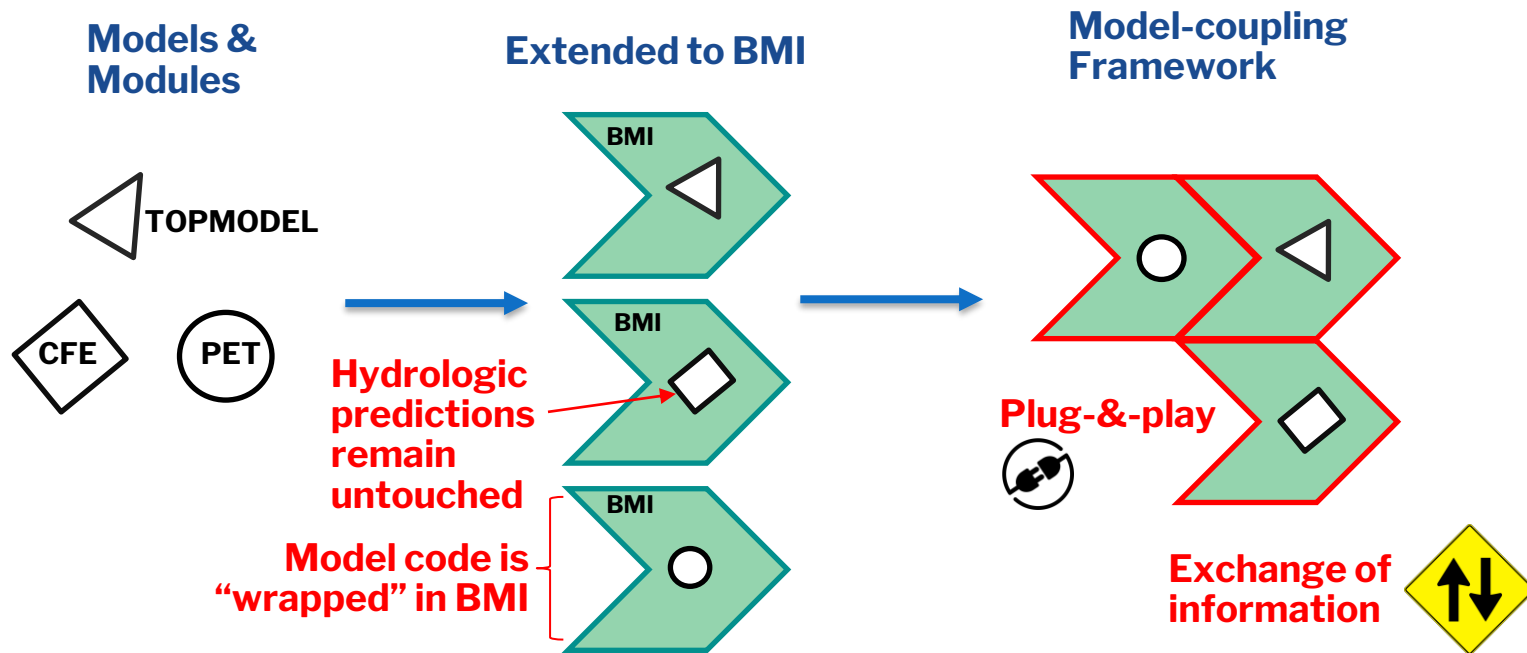 Models &
Modules
Extended to BMI
Model-coupling
Framework
TOPMODEL
CFE
PET
BMI
BMI
Hydrologic
predictions
remain
untouched
BMI
Model code is
“wrapped” in BMI
Plug-&-play
Exchange of
information